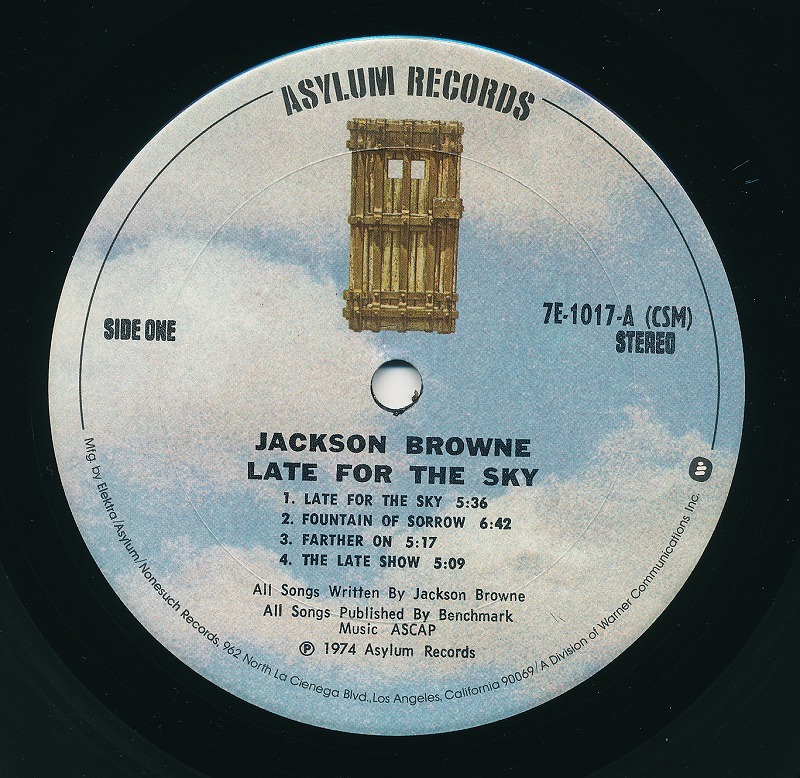 ASYLUM RECORDS
SIDE ONE
7E-1017-A (CSM)
STEREO
JACKSON BROWNE
LATE FOR THE SKY
1. LATE FOR THE SKY 5:36
2. FOUNTAIN OF SORROW 6:42
3. FARTHER ON 5:17
4. THE LATE SHOW 5:09
All Songs Written By Jackson Browne
All Songs Published By Benchmark
Music ASCAP
℗ 1974 Asylum Records
Mfg. by Elektra/Asylum/Nonesuch Records, 962 North La Cienega Blvd., Los Angeles, California 90069/A Division of Warner Communications Inc.